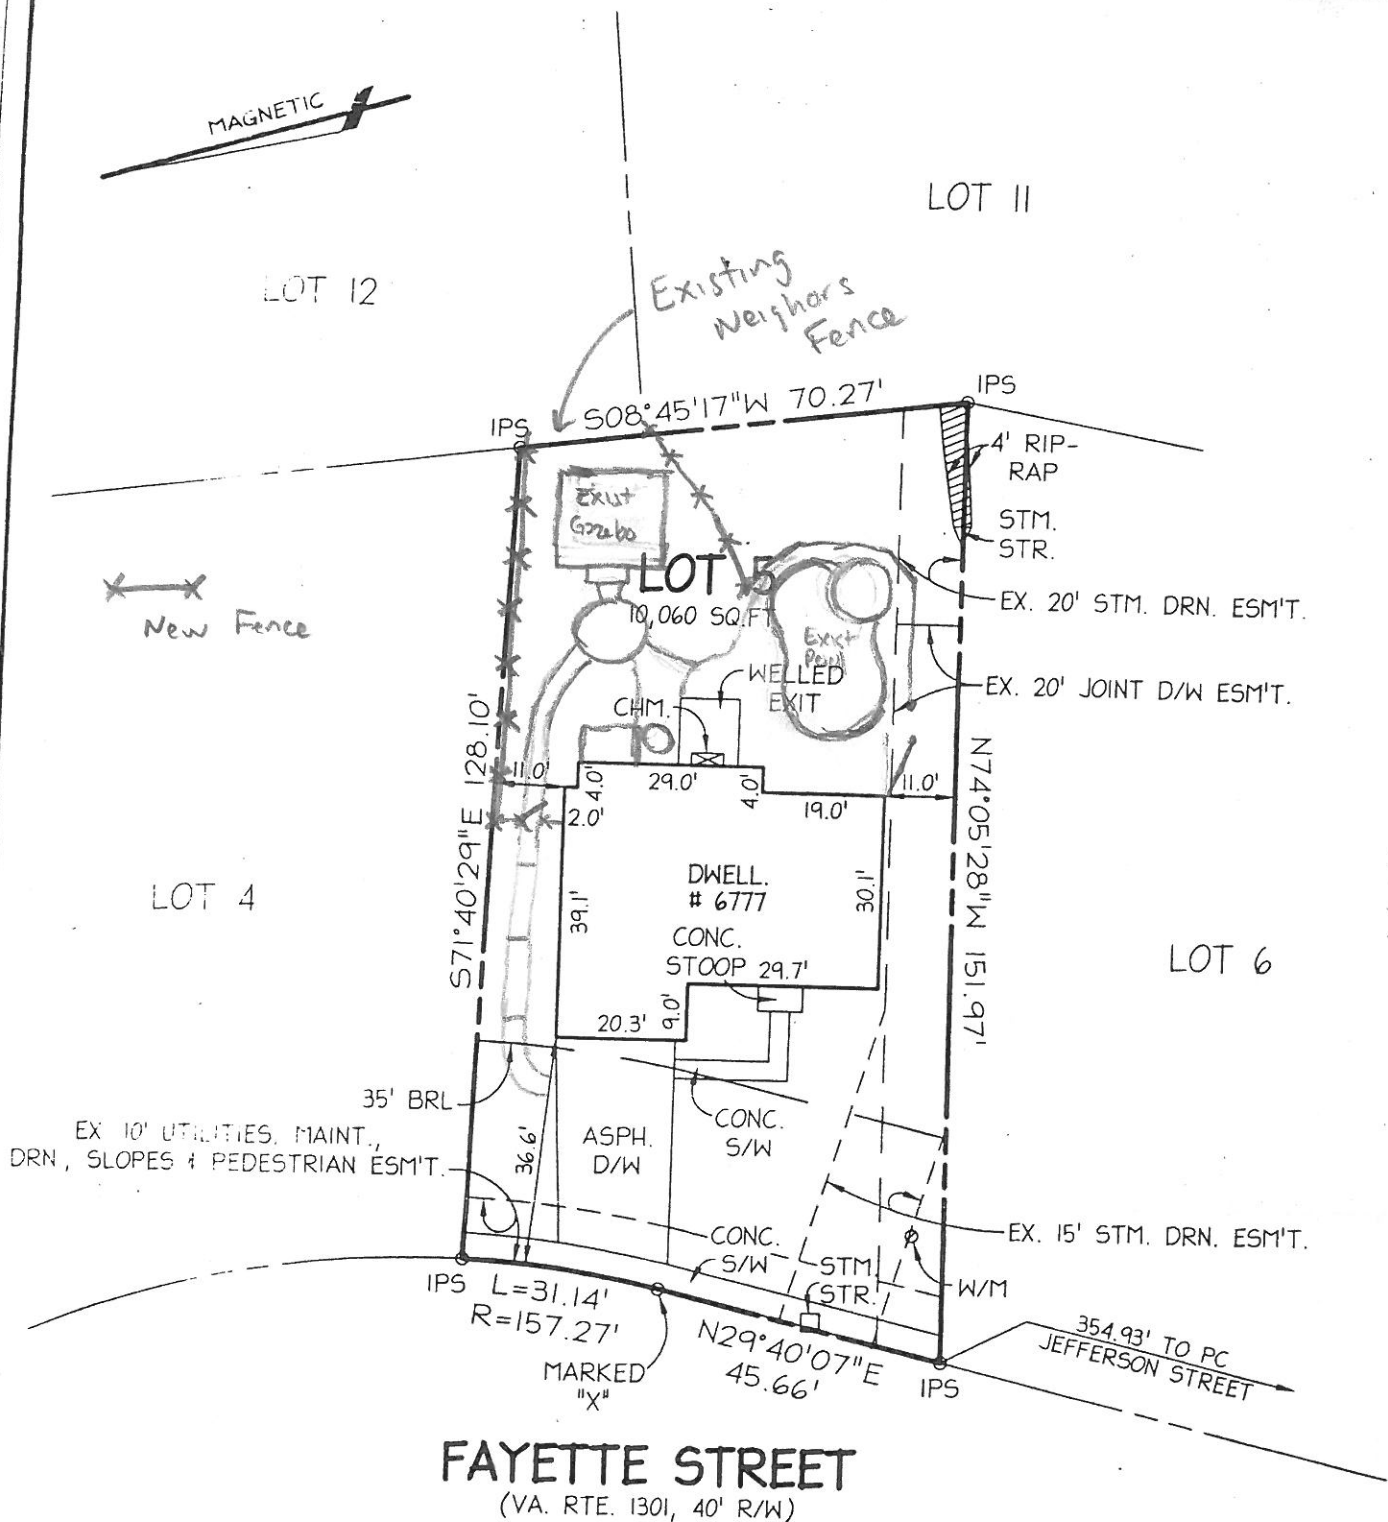 MAGNETIC
LOT 11
LOT 12
Existing
Neighors
Fence
IPS
S08°45'17"W 70.27'
IPS
4' RIP-
RAP
STM.
STR.
Exist
Gazebo
LOT 5
10,060 SQ.FT
EX. 20' STM. DRN. ESM'T.
New Fence
Exist
Pool
WELLED
EXIT
EX. 20' JOINT D/W ESM'T.
CHM.
11.0'
4.0'
29.0'
4.0'
19.0'
11.0'
2.0'
S71°40'29"E 128.10'
N74°05'28"W 151.97'
DWELL.
# 6777
LOT 4
39.1'
30.1'
CONC.
STOOP
29.7'
LOT 6
20.3'
9.0'
35' BRL
EX 10' UTILITIES, MAINT.,
DRN, SLOPES & PEDESTRIAN ESM'T.
36.6'
ASPH.
D/W
CONC.
S/W
CONC.
S/W
STM.
STR.
EX. 15' STM. DRN. ESM'T.
W/M
IPS
L=31.14'
R=157.27'
MARKED
"X"
N29°40'07"E
45.66'
IPS
354.93' TO PC
JEFFERSON STREET
FAYETTE STREET
(VA. RTE. 1301, 40' R/W)